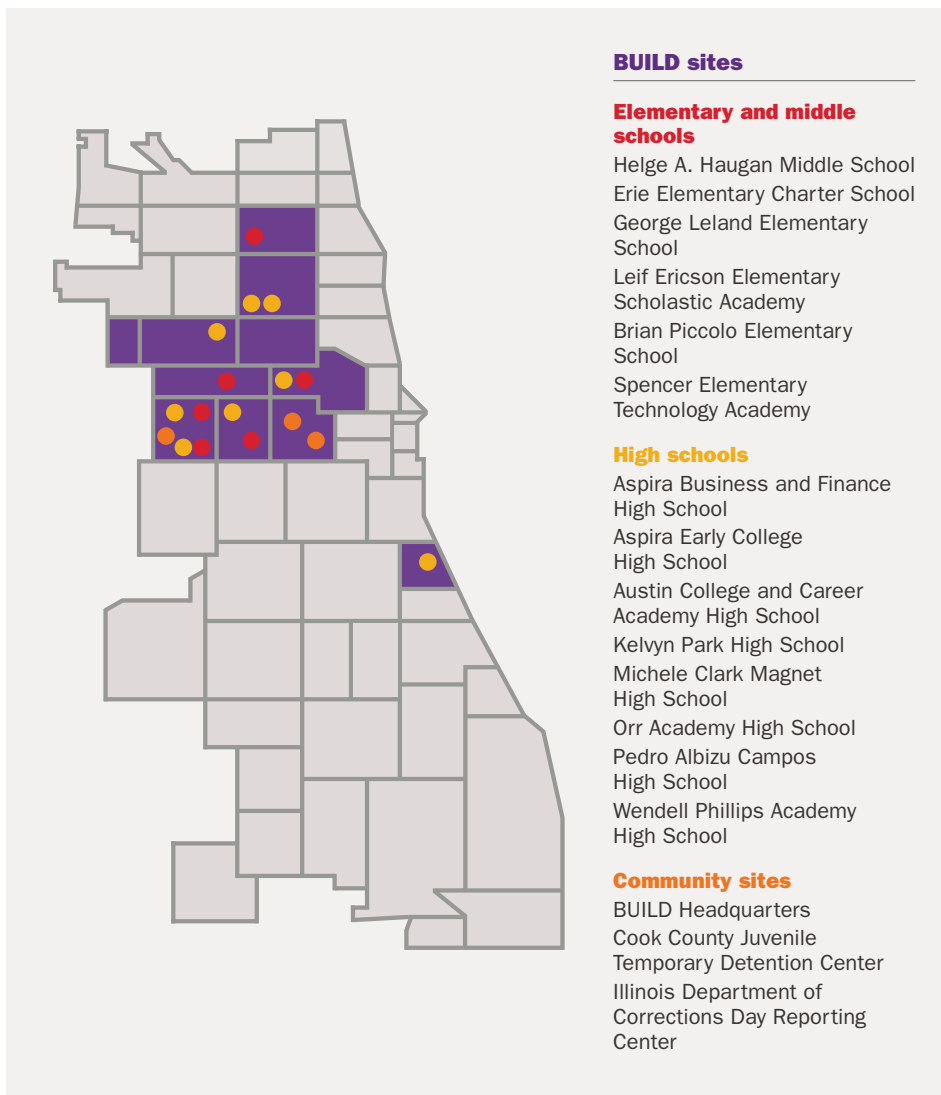 BUILD sites
Elementary and middle
schools
Helge A. Haugan Middle School
Erie Elementary Charter School
George Leland Elementary
School
Leif Ericson Elementary
Scholastic Academy
Brian Piccolo Elementary
School
Spencer Elementary
Technology Academy
High schools
Aspira Business and Finance
High School
Aspira Early College
High School
Austin College and Career
Academy High School
Kelvyn Park High School
Michele Clark Magnet
High School
Orr Academy High School
Pedro Albizu Campos
High School
Wendell Phillips Academy
High School
Community sites
BUILD Headquarters
Cook County Juvenile
Temporary Detention Center
Illinois Department of
Corrections Day Reporting
Center